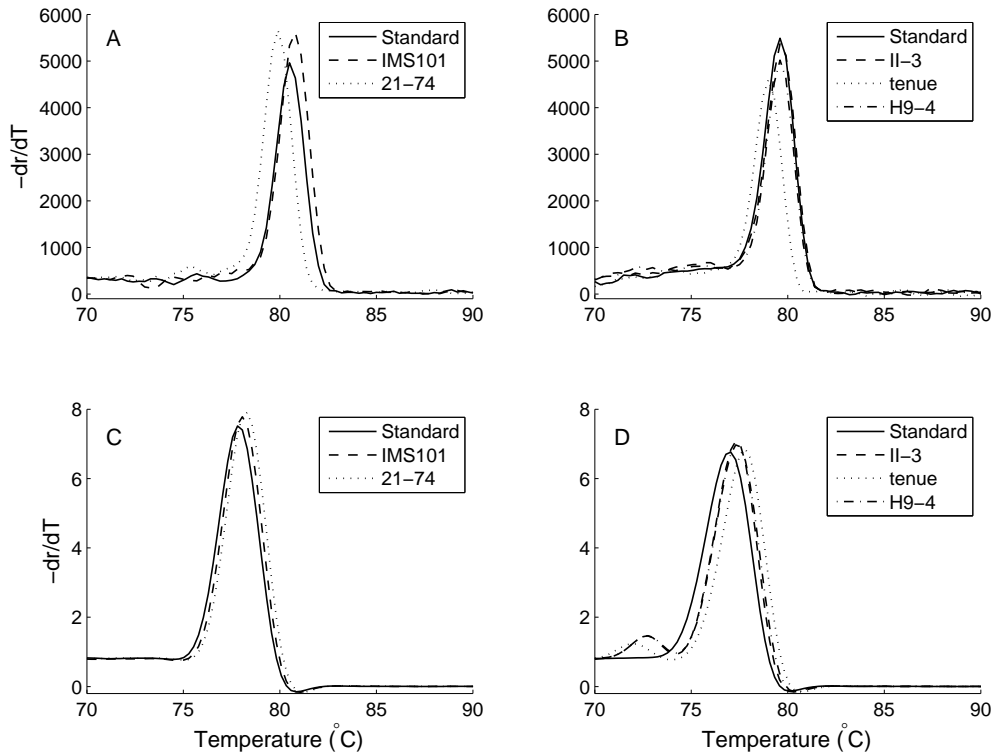 A
6000
5000
4000
3000
2000
1000
0
−dr/dT
70 75 80 85 90
Standard
IMS101
21−74
B
6000
5000
4000
3000
2000
1000
0
70 75 80 85 90
Standard
II−3
tenue
H9−4
C
8
6
4
2
0
−dr/dT
70 75 80 85 90
Temperature (°C)
Standard
IMS101
21−74
D
8
6
4
2
0
70 75 80 85 90
Temperature (°C)
Standard
II−3
tenue
H9−4